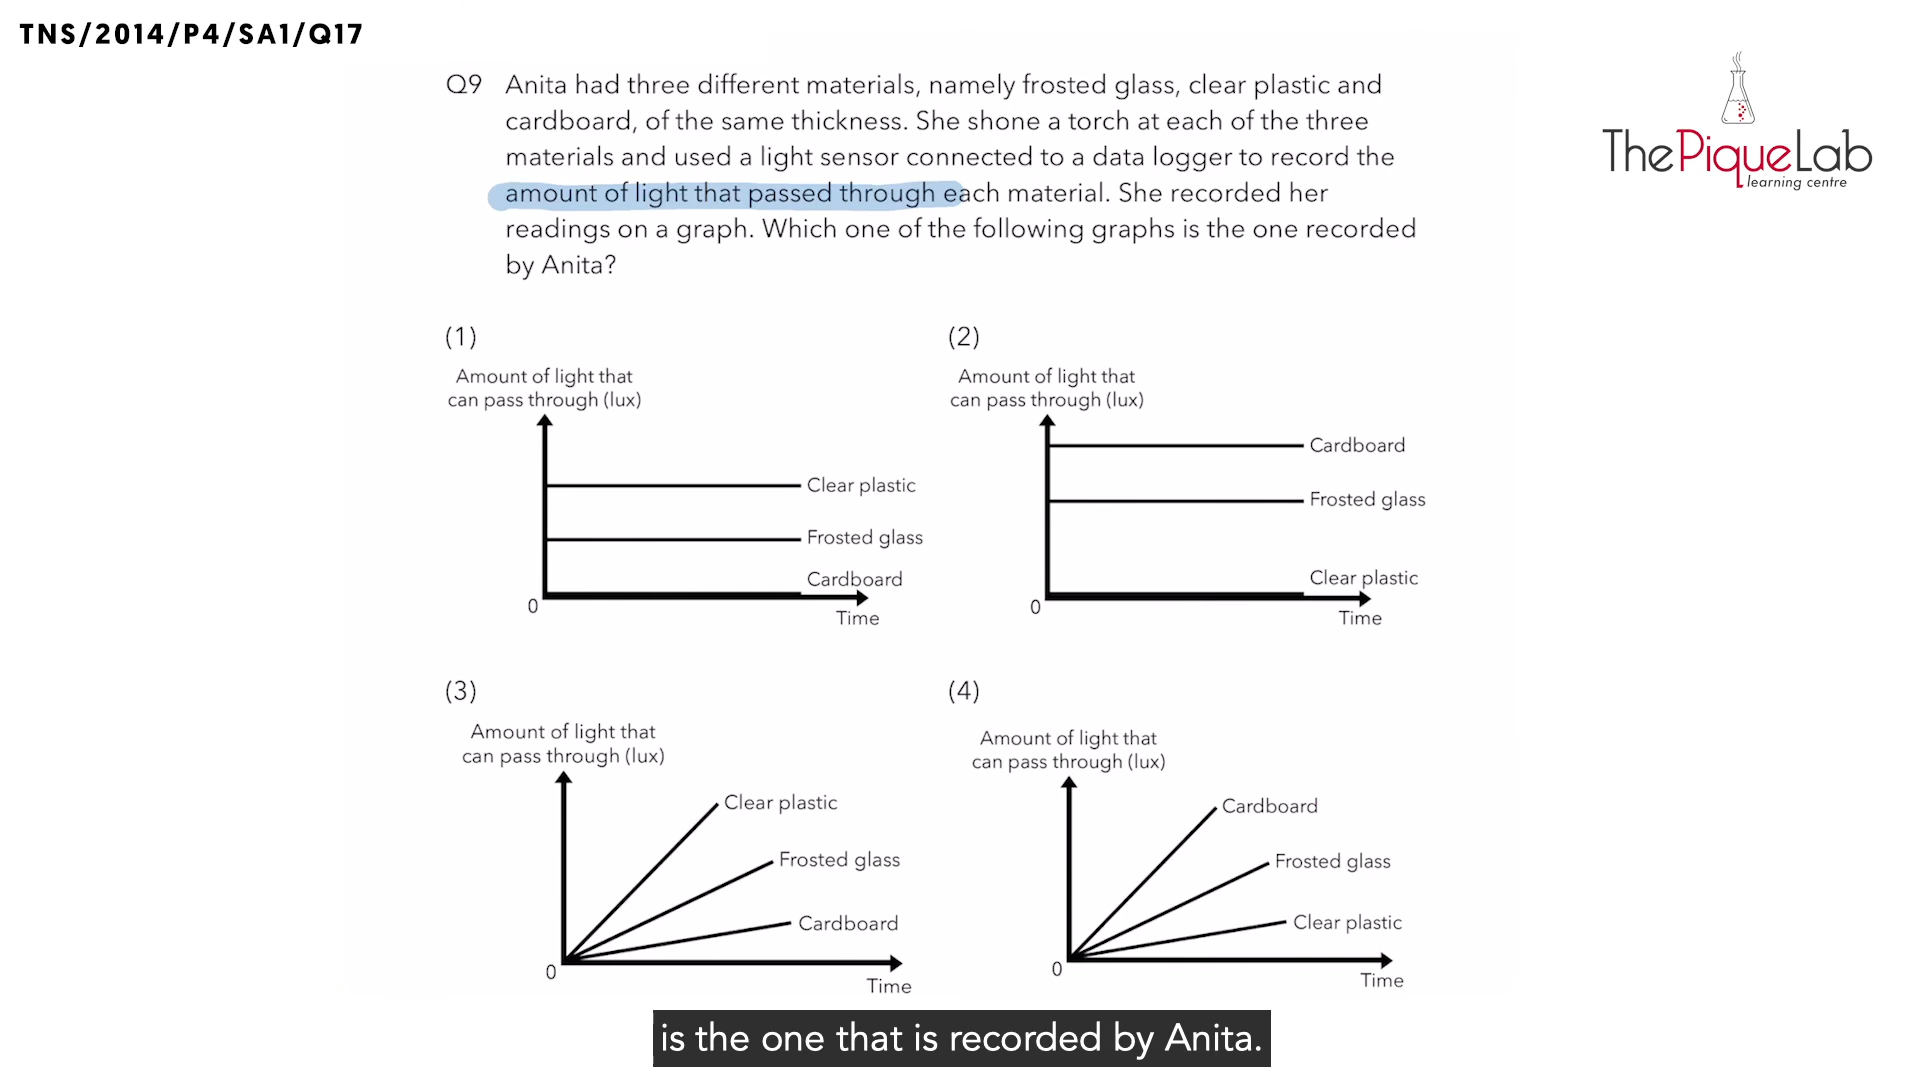 TNS/2014/P4/SA1/Q17
ThePiqueLab
learning centre
Q9 Anita had three different materials, namely frosted glass, clear plastic and
cardboard, of the same thickness. She shone a torch at each of the three
materials and used a light sensor connected to a data logger to record the
amount of light that passed through each material. She recorded her
readings on a graph. Which one of the following graphs is the one recorded
by Anita?
(1)
Amount of light that
can pass through (lux)
Clear plastic
Frosted glass
Cardboard
0
Time
(2)
Amount of light that
can pass through (lux)
Cardboard
Frosted glass
Clear plastic
0
Time
(3)
Amount of light that
can pass through (lux)
Clear plastic
Frosted glass
Cardboard
0
Time
(4)
Amount of light that
can pass through (lux)
Cardboard
Frosted glass
Clear plastic
0
Time
is the one that is recorded by Anita.